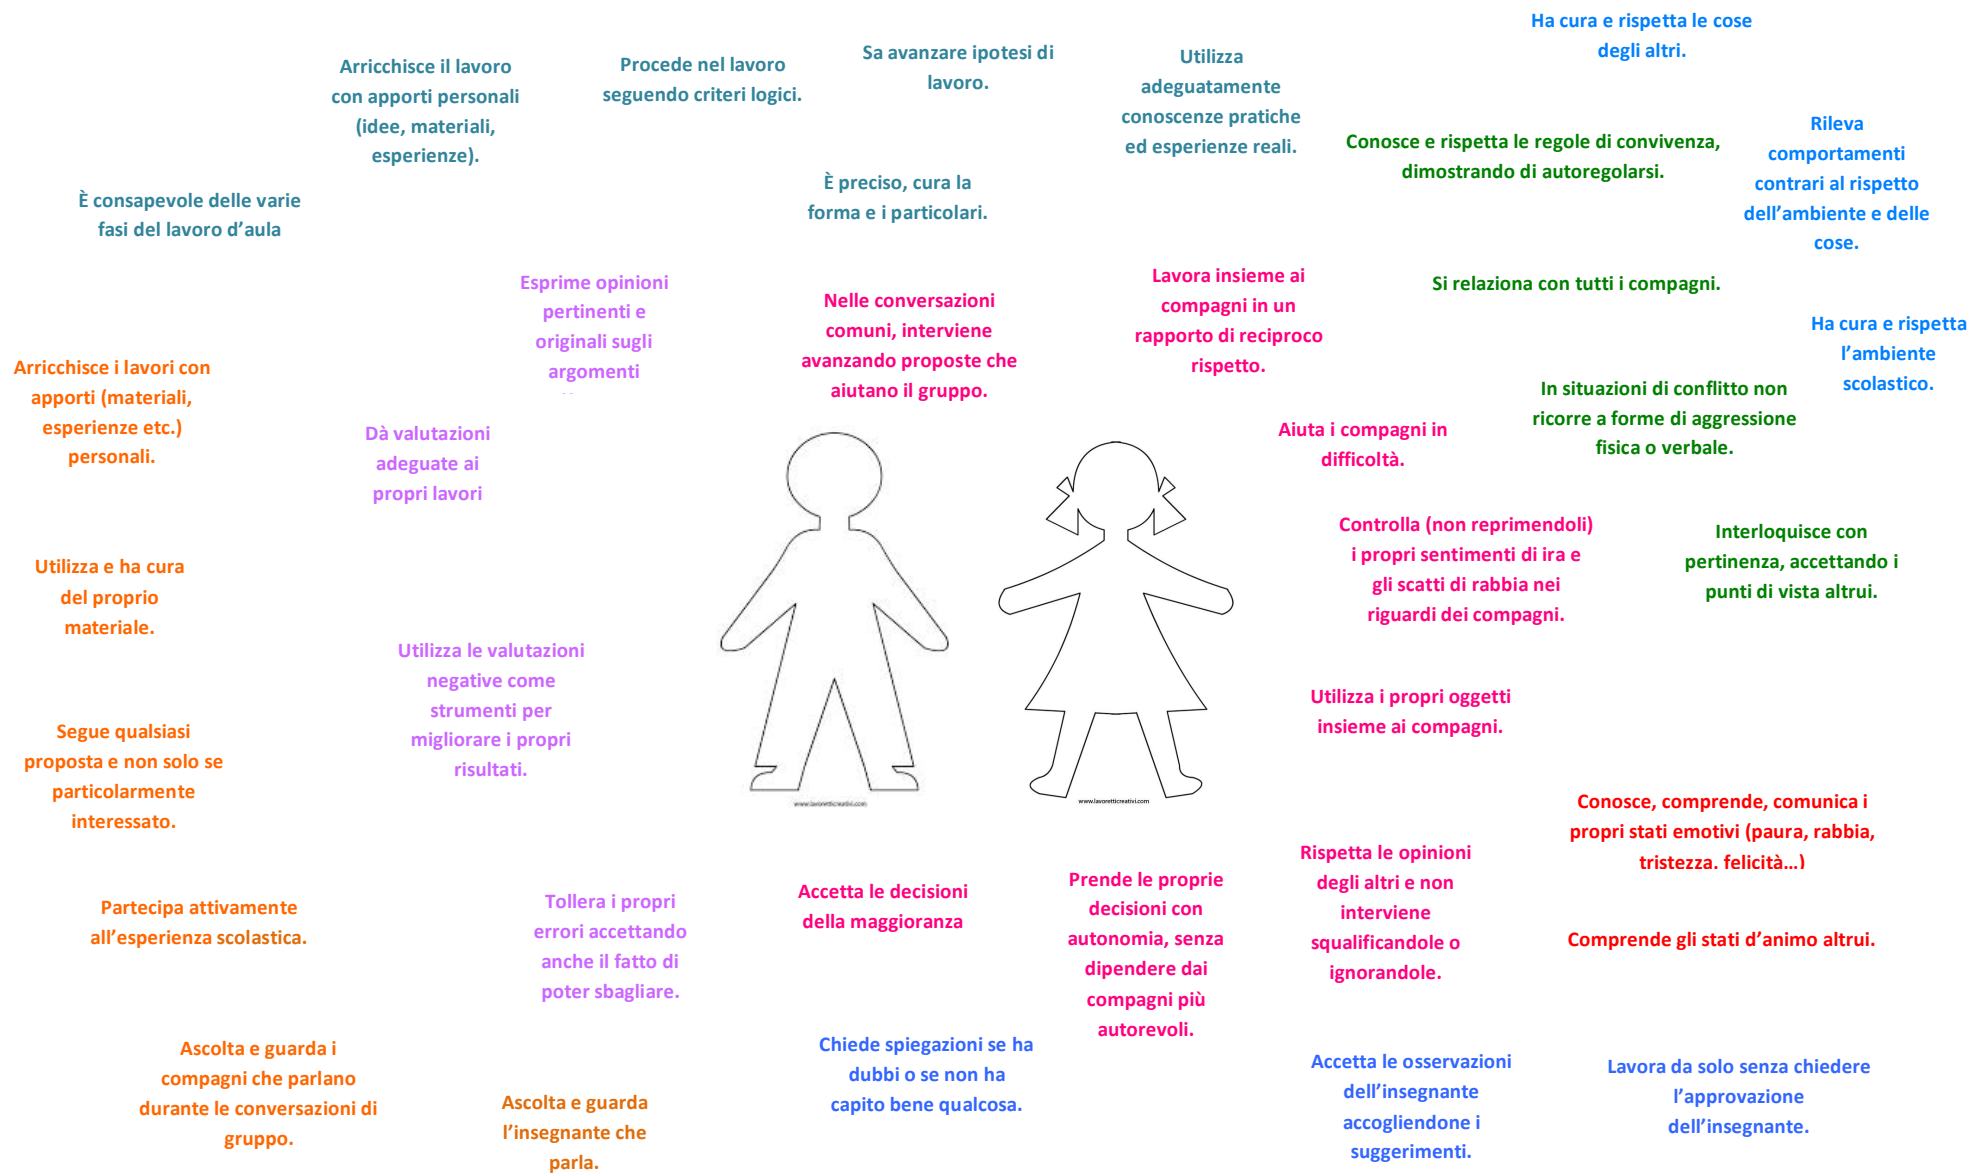 Ha cura e rispetta le cose
degli altri.
Arricchisce il lavoro
con apporti personali
(idee, materiali,
esperienze).
Procede nel lavoro
seguendo criteri logici.
Sa avanzare ipotesi di
lavoro.
Utilizza
adeguatamente
conoscenze pratiche
ed esperienze reali.
Conosce e rispetta le regole di convivenza,
dimostrando di autoregolarsi.
Rileva
comportamenti
contrari al rispetto
dell’ambiente e delle
cose.
È consapevole delle varie
fasi del lavoro d’aula
È preciso, cura la
forma e i particolari.
Esprime opinioni
pertinenti e
originali sugli
argomenti
Nelle conversazioni
comuni, interviene
avanzando proposte che
aiutano il gruppo.
Lavora insieme ai
compagni in un
rapporto di reciproco
rispetto.
Si relaziona con tutti i compagni.
Ha cura e rispetta
l’ambiente
scolastico.
Arricchisce i lavori con
apporti (materiali,
esperienze etc.)
personali.
Dà valutazioni
adeguate ai
propri lavori
Aiuta i compagni in
difficoltà.
In situazioni di conflitto non
ricorre a forme di aggressione
fisica o verbale.
Controlla (non reprimendoli)
i propri sentimenti di ira e
gli scatti di rabbia nei
riguardi dei compagni.
Interloquisce con
pertinenza, accettando i
punti di vista altrui.
Utilizza e ha cura
del proprio
materiale.
Utilizza le valutazioni
negative come
strumenti per
migliorare i propri
risultati.
Utilizza i propri oggetti
insieme ai compagni.
Segue qualsiasi
proposta e non solo se
particolarmente
interessato.
www.lavoretticreativi.com
www.lavoretticreativi.com
Conosce, comprende, comunica i
propri stati emotivi (paura, rabbia,
tristezza. felicità...)
Partecipa attivamente
all’esperienza scolastica.
Tollera i propri
errori accettando
anche il fatto di
poter sbagliare.
Accetta le decisioni
della maggioranza
Prende le proprie
decisioni con
autonomia, senza
dipendere dai
compagni più
autorevoli.
Rispetta le opinioni
degli altri e non
interviene
squalificandole o
ignorandole.
Comprende gli stati d’animo altrui.
Ascolta e guarda i
compagni che parlano
durante le conversazioni di
gruppo.
Ascolta e guarda
l’insegnante che
parla.
Chiede spiegazioni se ha
dubbi o se non ha
capito bene qualcosa.
Accetta le osservazioni
dell’insegnante
accogliendone i
suggerimenti.
Lavora da solo senza chiedere
l’approvazione
dell’insegnante.